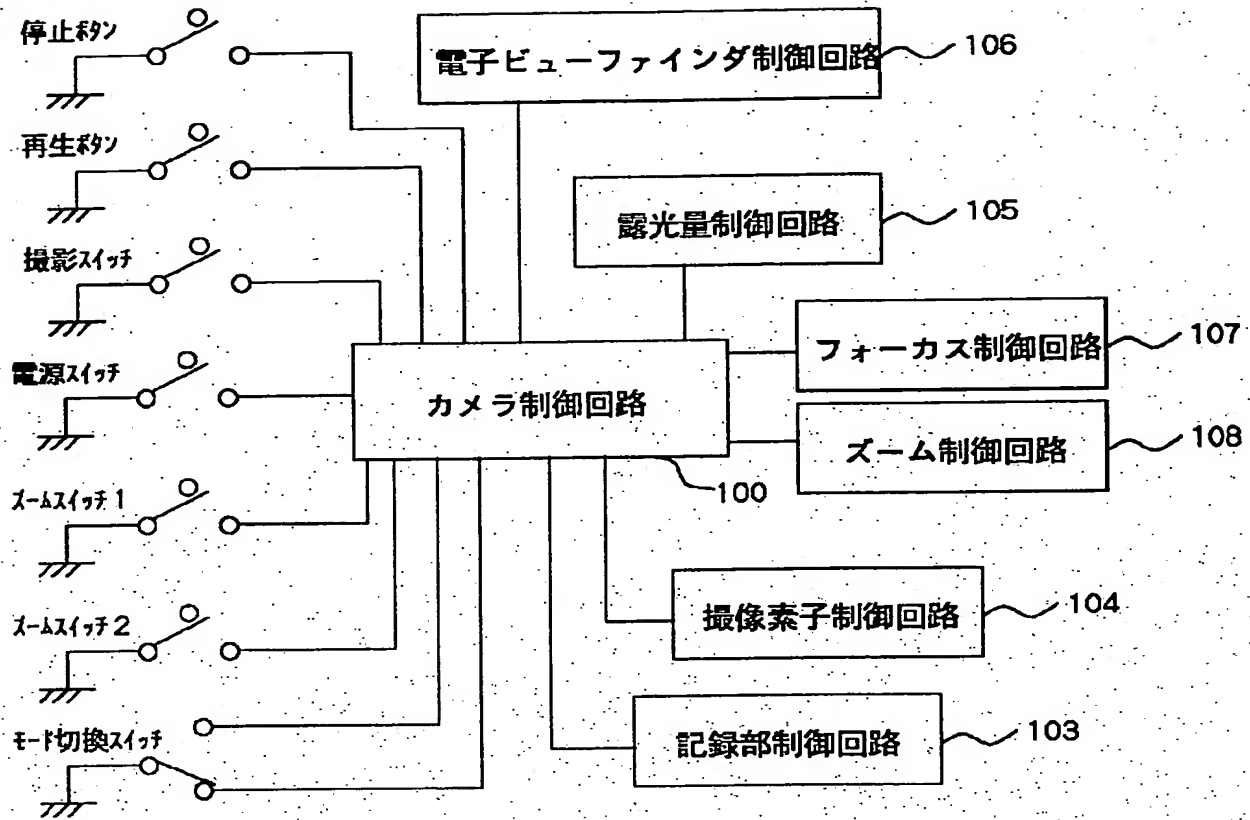 停止ボタン
電子ビューファインダ制御回路
106
再生ボタン
露光量制御回路
105
撮影スイッチ
フォーカス制御回路
107
電源スイッチ
カメラ制御回路
100
ズーム制御回路
108
ズームスイッチ1
撮像素子制御回路
104
ズームスイッチ2
モード切換スイッチ
記録部制御回路
103